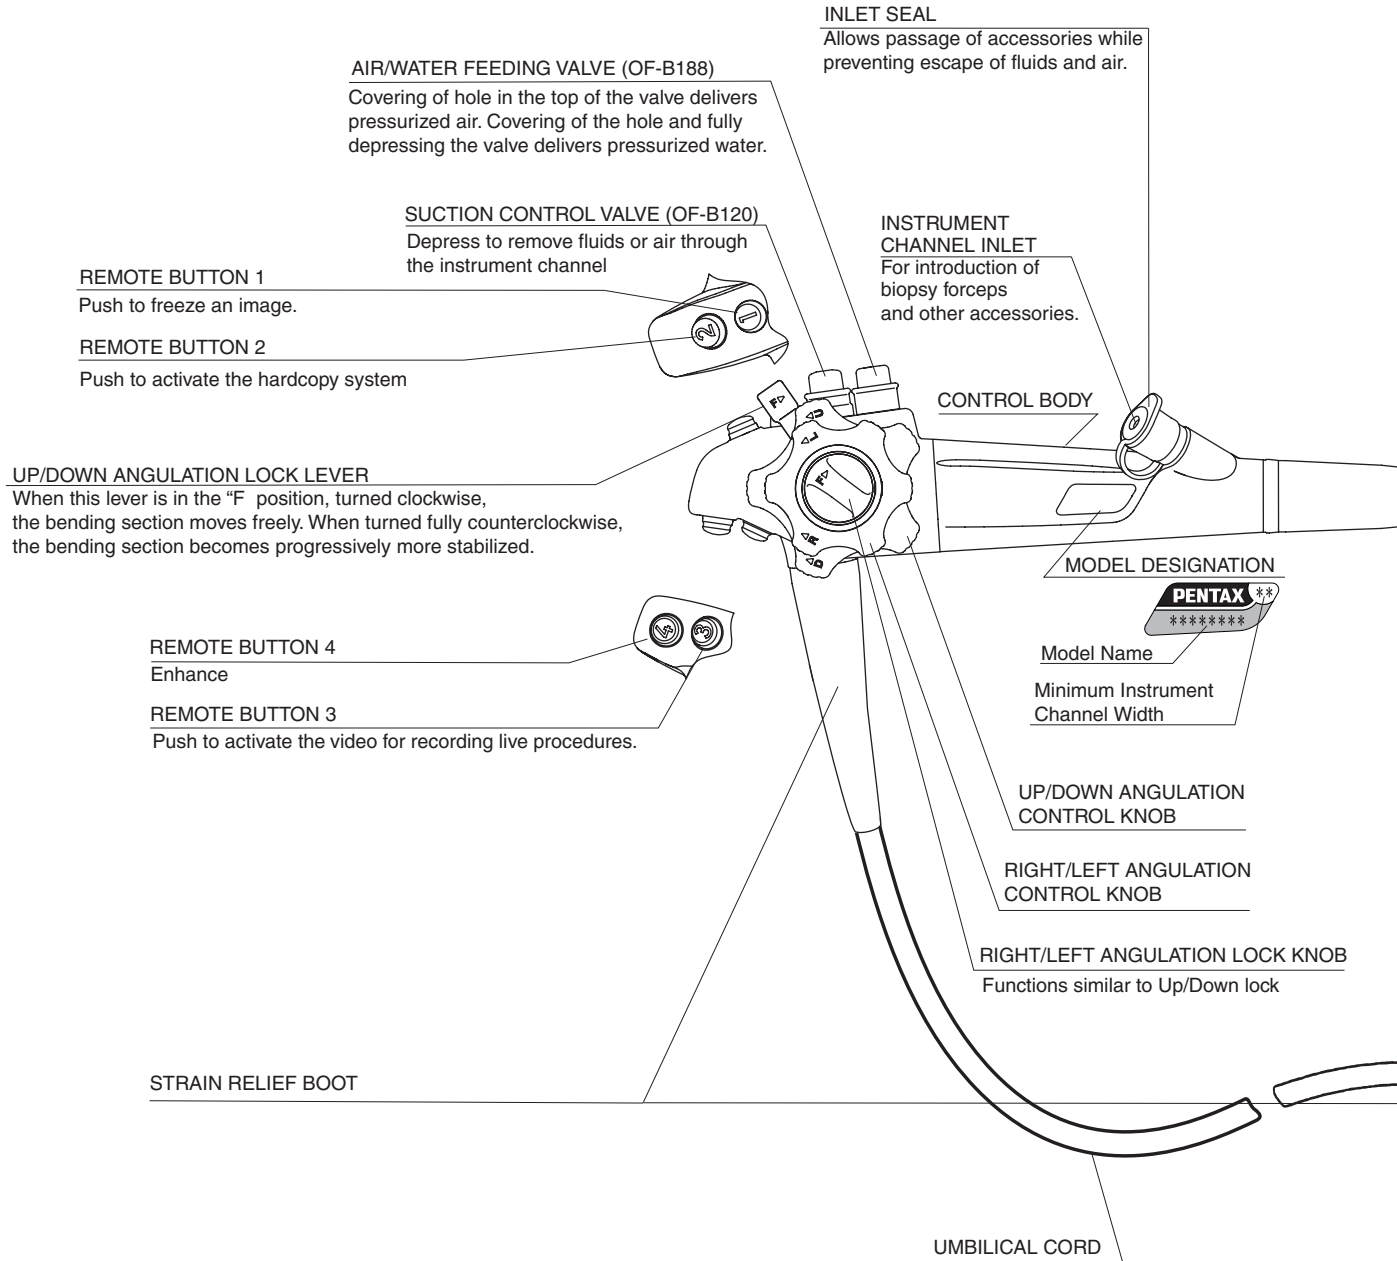 INLET SEAL
Allows passage of accessories while
preventing escape of fluids and air.
AIR/WATER FEEDING VALVE (OF-B188)
Covering of hole in the top of the valve delivers
pressurized air. Covering of the hole and fully
depressing the valve delivers pressurized water.
SUCTION CONTROL VALVE (OF-B120)
Depress to remove fluids or air through
the instrument channel
INSTRUMENT
CHANNEL INLET
For introduction of
biopsy forceps
and other accessories.
REMOTE BUTTON 1
Push to freeze an image.
REMOTE BUTTON 2
Push to activate the hardcopy system
1
2
CONTROL BODY
F▷
◁U
◁L
F▷
◁R
◁D
UP/DOWN ANGULATION LOCK LEVER
When this lever is in the “F  position, turned clockwise,
the bending section moves freely. When turned fully counterclockwise,
the bending section becomes progressively more stabilized.
MODEL DESIGNATION
PENTAX **
********
Model Name
Minimum Instrument
Channel Width
4
3
REMOTE BUTTON 4
Enhance
REMOTE BUTTON 3
Push to activate the video for recording live procedures.
UP/DOWN ANGULATION
CONTROL KNOB
RIGHT/LEFT ANGULATION
CONTROL KNOB
RIGHT/LEFT ANGULATION LOCK KNOB
Functions similar to Up/Down lock
STRAIN RELIEF BOOT
UMBILICAL CORD